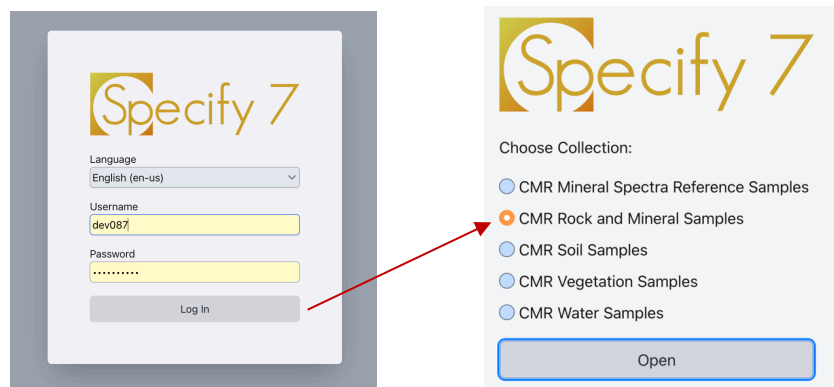 Specify 7
Language
English (en-us)
Username
dev087
Password
••••••••••
Log In
Specify 7
Choose Collection:
CMR Mineral Spectra Reference Samples
CMR Rock and Mineral Samples
CMR Soil Samples
CMR Vegetation Samples
CMR Water Samples
Open